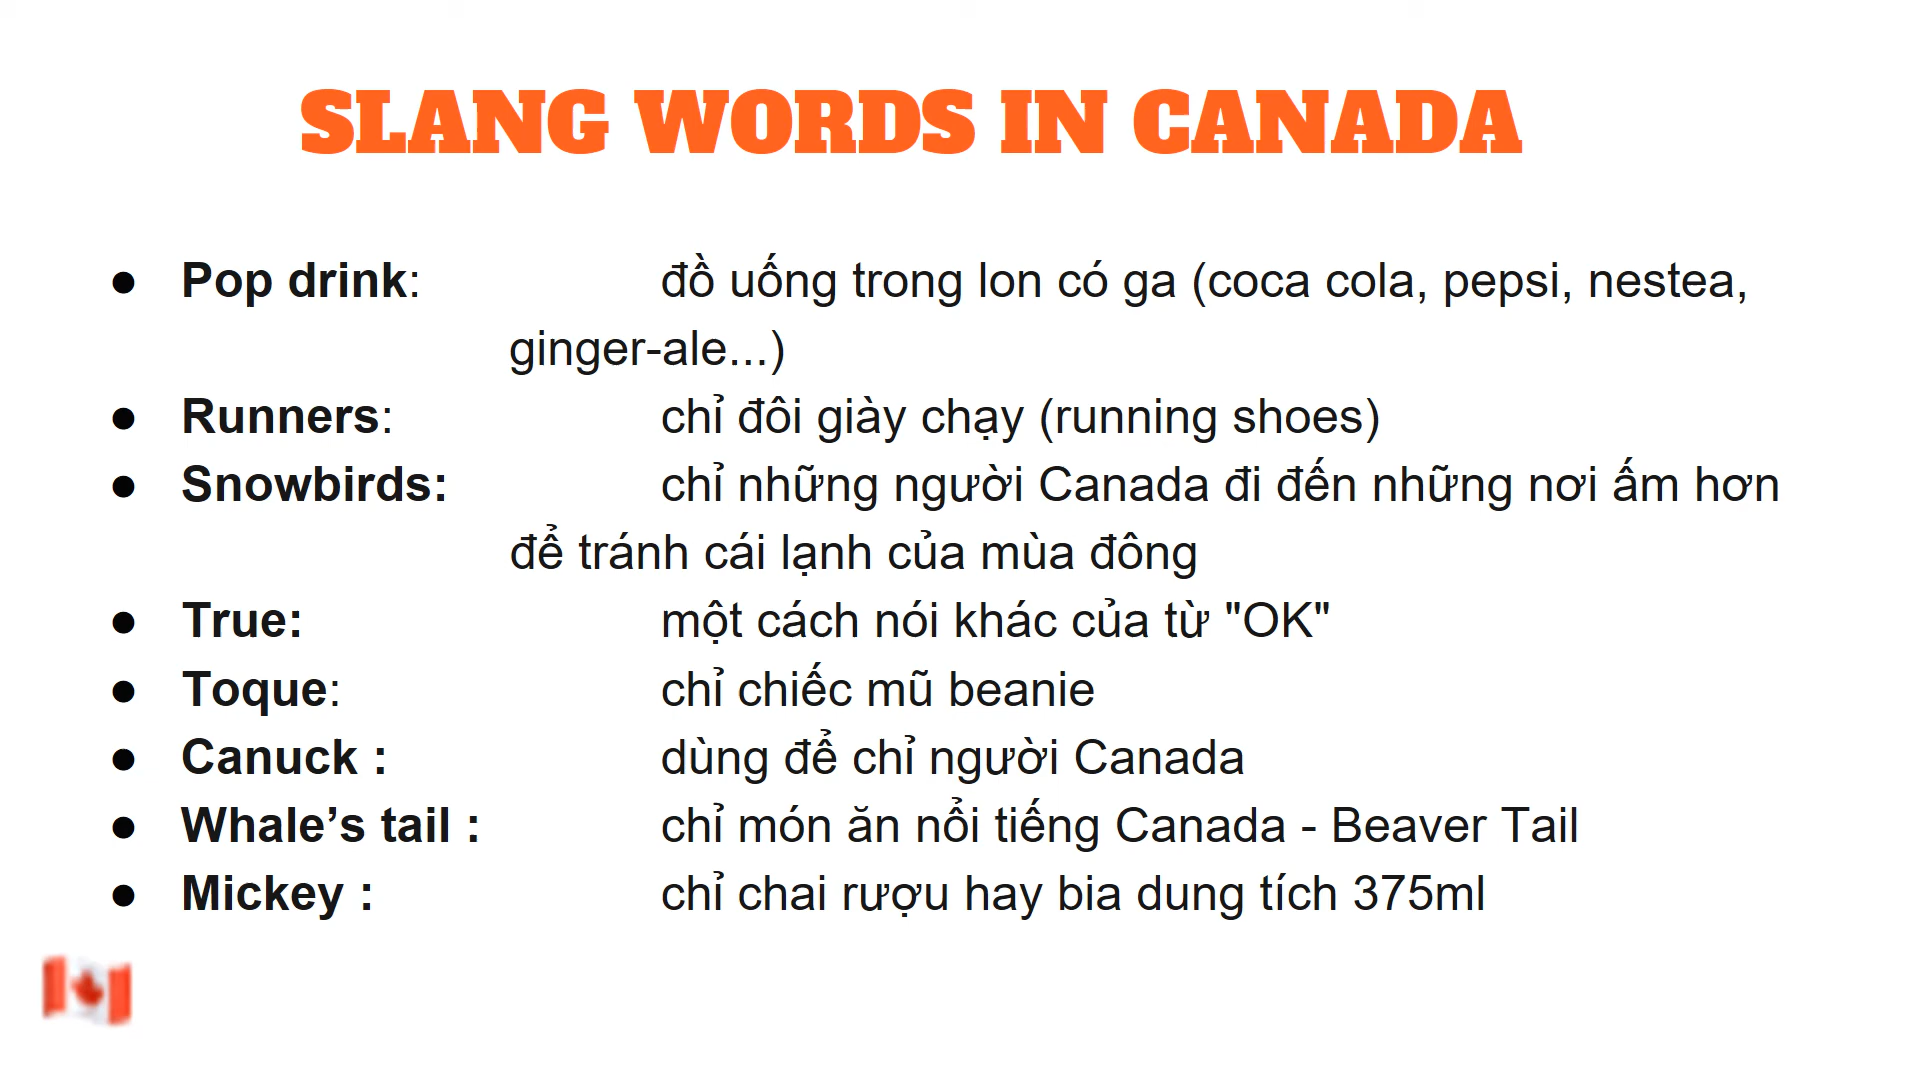 SLANG WORDS IN CANADA
● Pop drink: đồ uống trong lon có ga (coca cola, pepsi, nestea,
ginger-ale...)
● Runners: chỉ đôi giày chạy (running shoes)
● Snowbirds: chỉ những người Canada đi đến những nơi ấm hơn
để tránh cái lạnh của mùa đông
● True: một cách nói khác của từ "OK"
● Toque: chỉ chiếc mũ beanie
● Canuck : dùng để chỉ người Canada
● Whale’s tail : chỉ món ăn nổi tiếng Canada - Beaver Tail
● Mickey : chỉ chai rượu hay bia dung tích 375ml